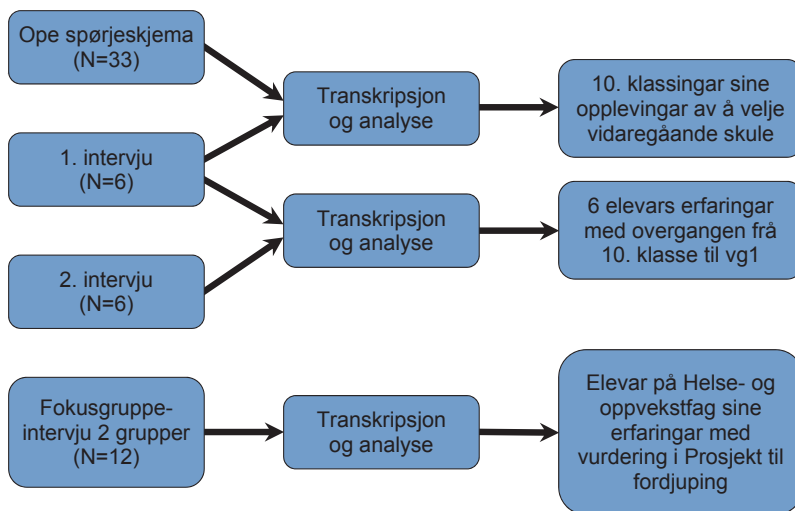 Ope spørjeskjema
(N=33)
Transkripsjon
og analyse
10. klassingar sine
opplevingar av å velje
vidaregåande skule
1. intervju
(N=6)
Transkripsjon
og analyse
6 elevars erfaringar
med overgangen frå
10. klasse til vg1
2. intervju
(N=6)
Fokusgruppe-
intervju 2 grupper
(N=12)
Transkripsjon
og analyse
Elevar på Helse- og
oppvekstfag sine
erfaringar med
vurdering i Prosjekt til
fordjuping